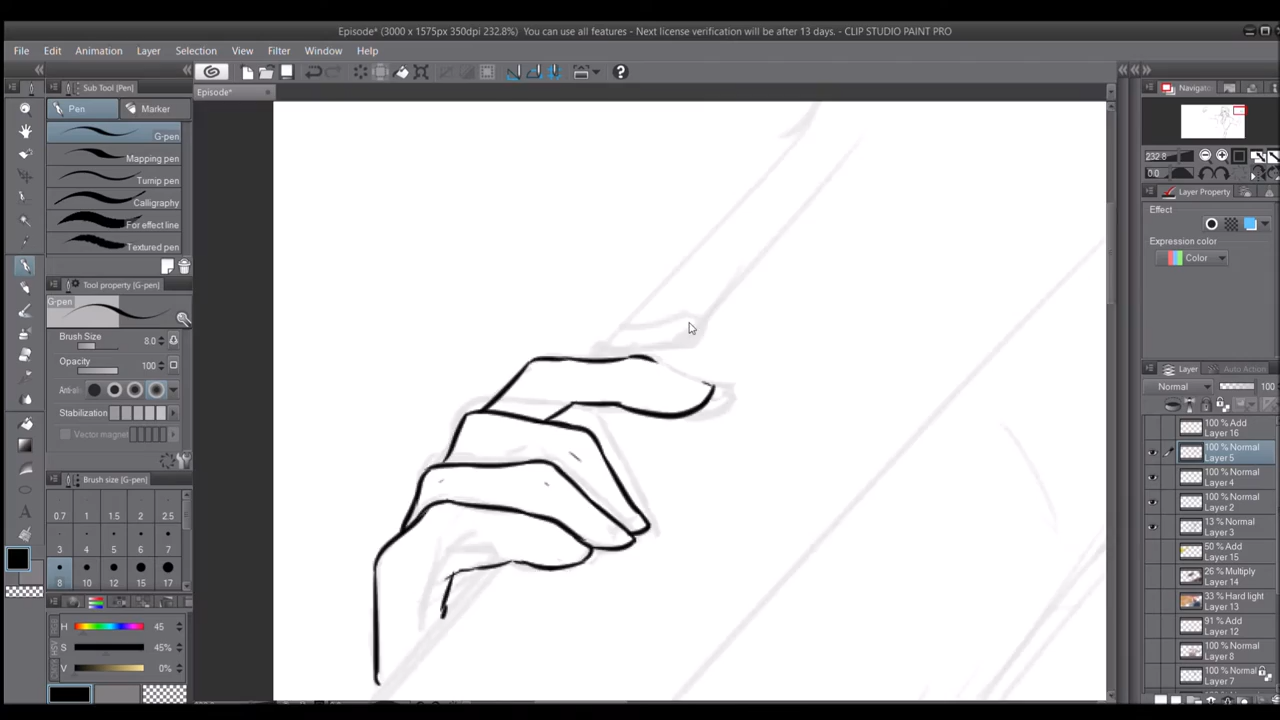 Episode* (3000 x 1575px 350dpi 232.8%) You can use all features - Next license verification will be after 13 days. - CLIP STUDIO PAINT PRO
File Edit Animation Layer Selection View Filter Window Help
Sub Tool [Pen]
Episode*
Navigator
Pen Marker
G-pen
Mapping pen
Turnip pen
Calligraphy
For effect line
Textured pen
232.8
0.0
Layer Property
Effect
Expression color
Color
Tool property [G-pen]
G-pen
Brush Size 8.0
Opacity 100
Stabilization
Vector magnet
Brush size [G-pen]
0.7 1 1.5 2 2.5
3 4 5 6 7
8 10 12 15 17
H 45
S 45%
V 0%
Layer Auto Action
Normal 100
100 % Add
Layer 16
100 % Normal
Layer 5
100 % Normal
Layer 4
100 % Normal
Layer 2
13 % Normal
Layer 3
50 % Add
Layer 15
26 % Multiply
Layer 14
33 % Hard light
Layer 13
91 % Add
Layer 12
100 % Normal
Layer 8
100 % Normal
Layer 7